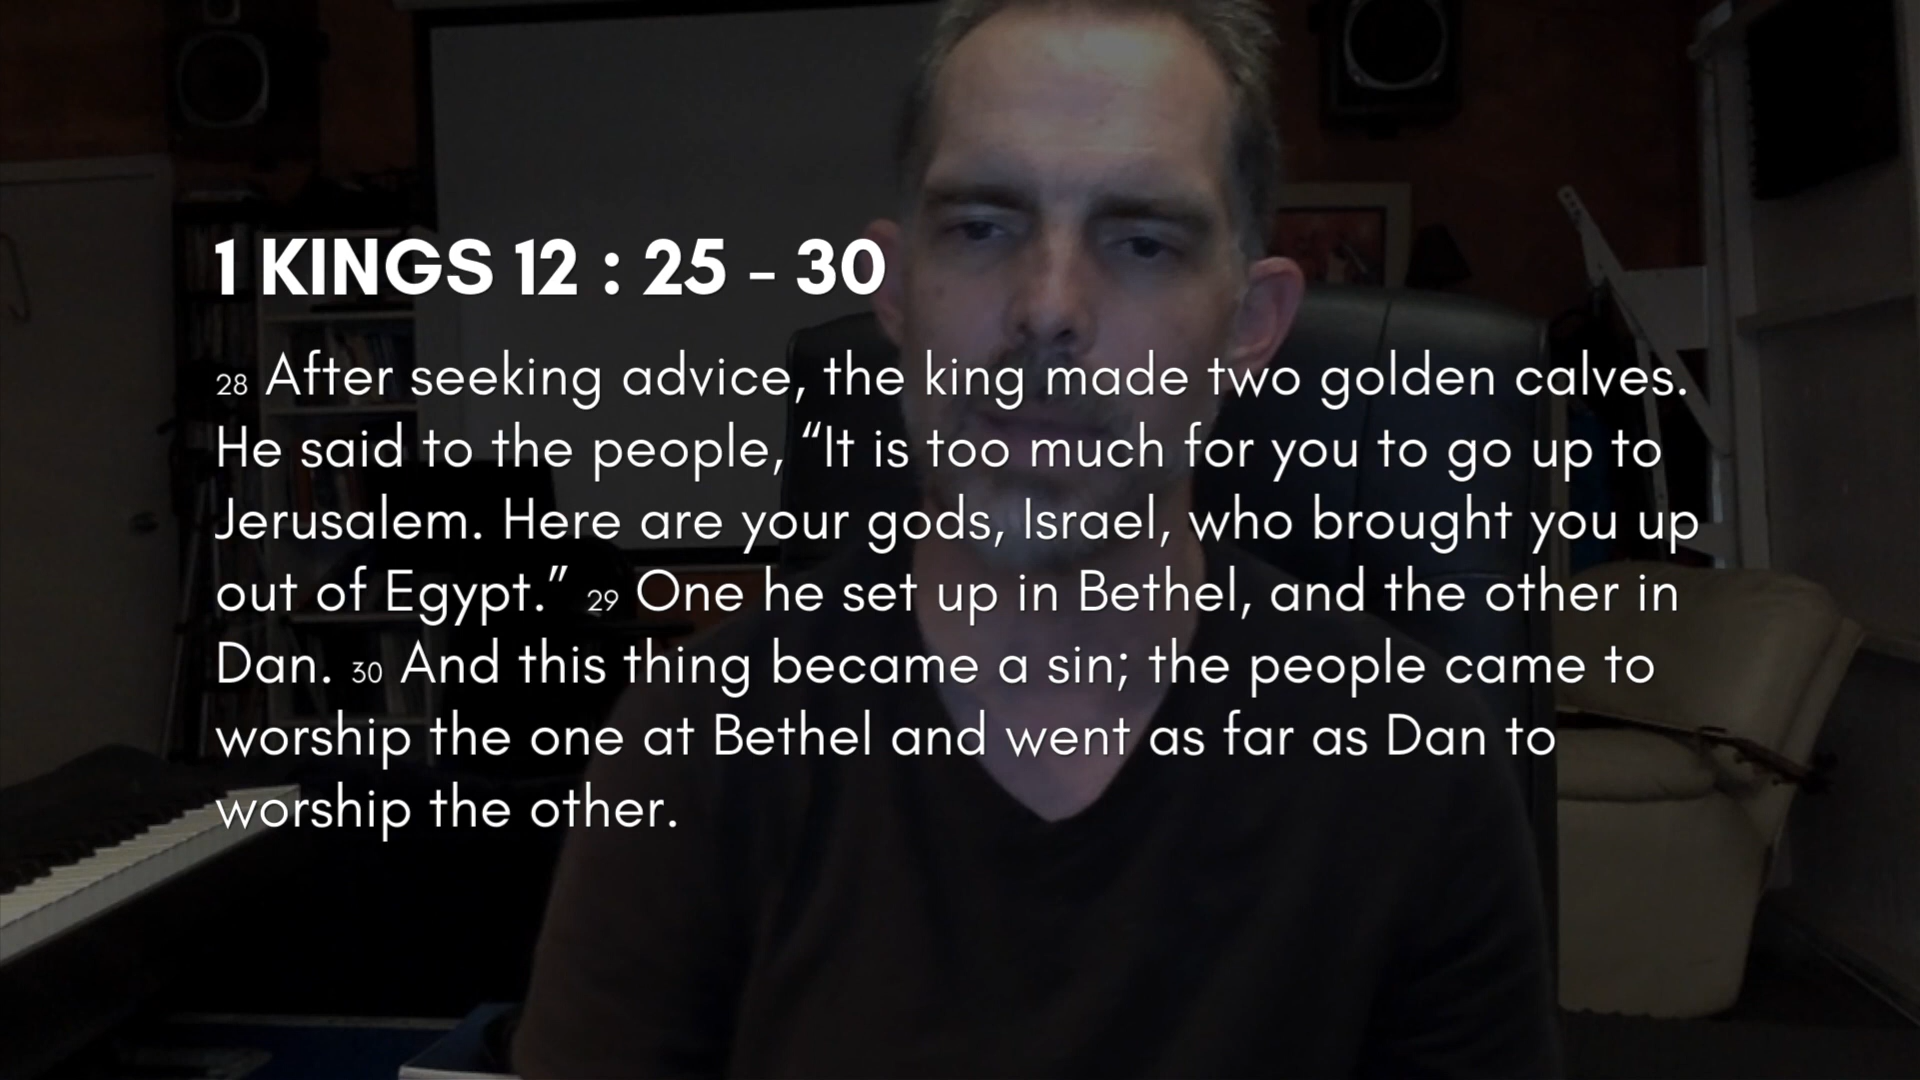 1 KINGS 12 : 25 – 30
28 After seeking advice, the king made two golden calves.
He said to the people, “It is too much for you to go up to
Jerusalem. Here are your gods, Israel, who brought you up
out of Egypt.” 29 One he set up in Bethel, and the other in
Dan. 30 And this thing became a sin; the people came to
worship the one at Bethel and went as far as Dan to
worship the other.